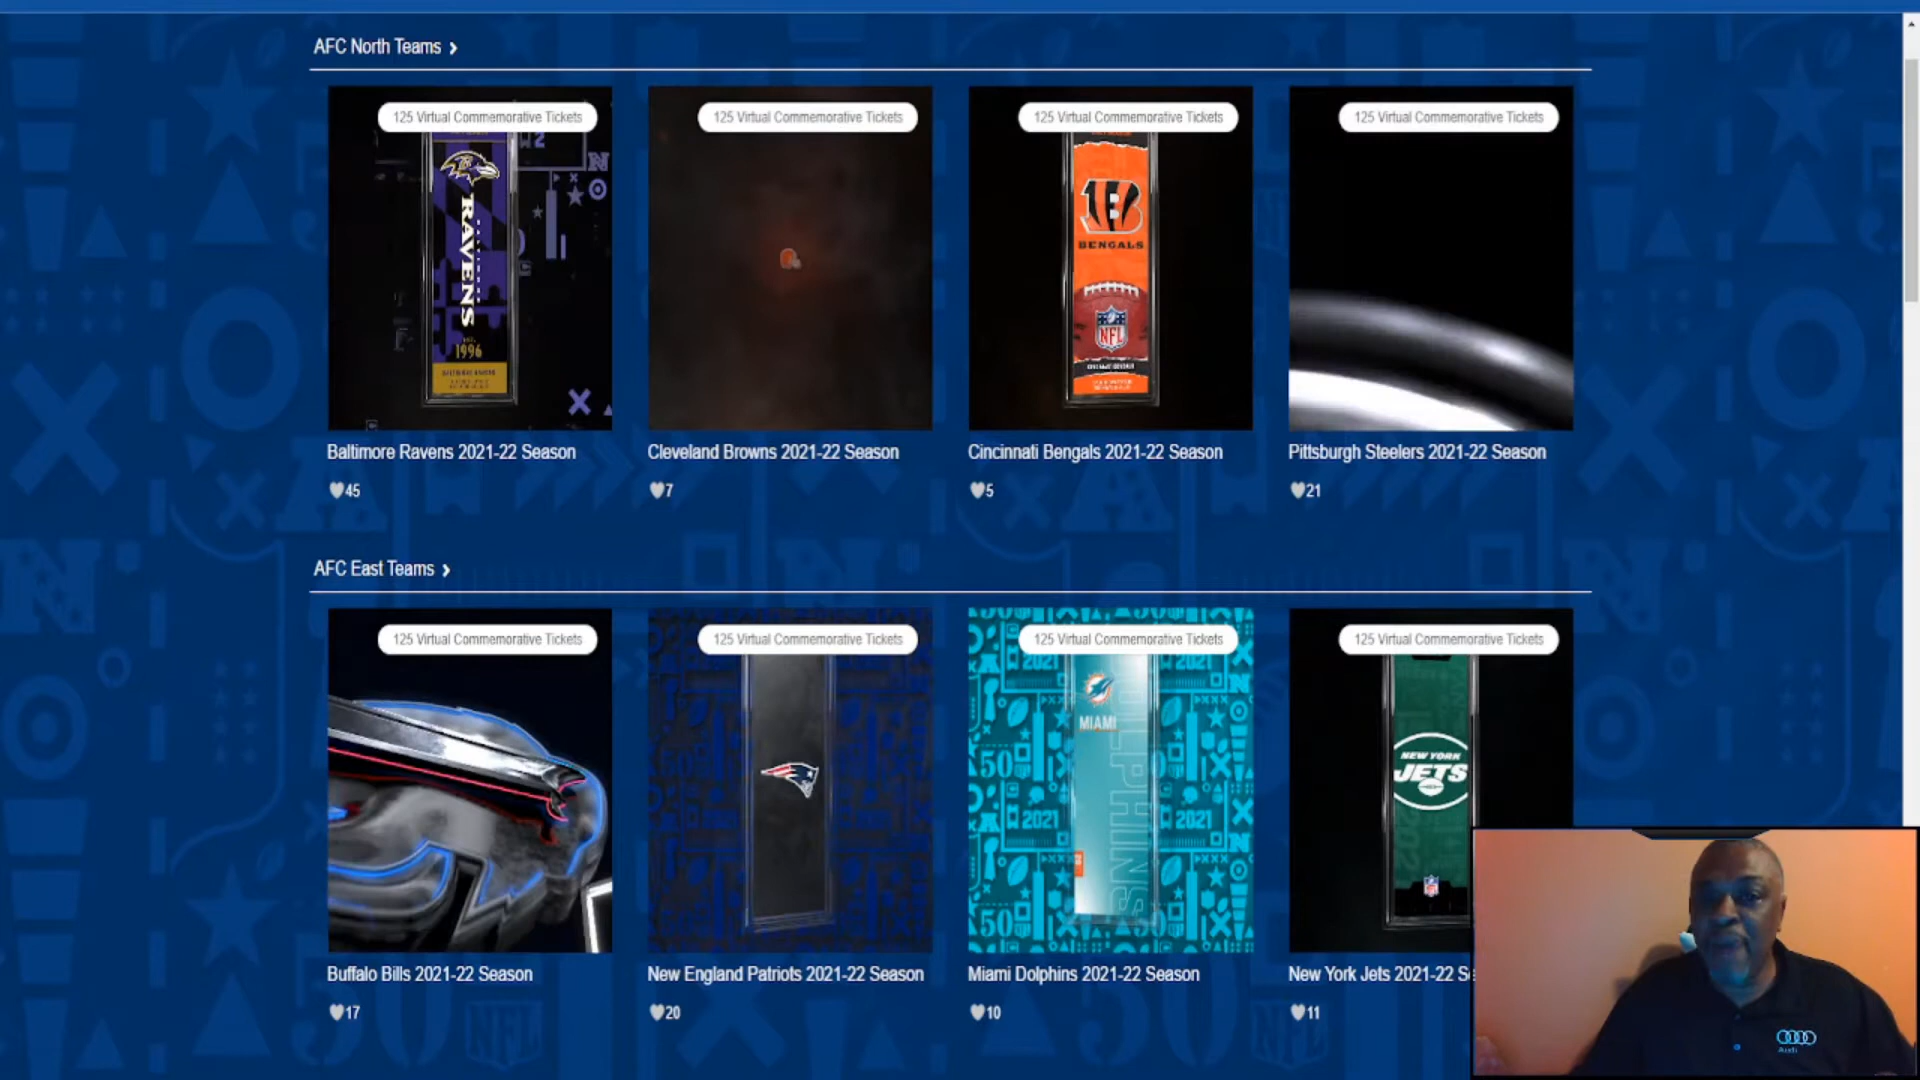 AFC North Teams
125 Virtual Commemorative Tickets
125 Virtual Commemorative Tickets
125 Virtual Commemorative Tickets
125 Virtual Commemorative Tickets
RAVENS
1996
BENGALS
NFL
Baltimore Ravens 2021-22 Season
Cleveland Browns 2021-22 Season
Cincinnati Bengals 2021-22 Season
Pittsburgh Steelers 2021-22 Season
45
7
5
21
AFC East Teams
125 Virtual Commemorative Tickets
125 Virtual Commemorative Tickets
125 Virtual Commemorative Tickets
125 Virtual Commemorative Tickets
2021
2021
MIAMI
2021
2021
NEW YORK
JETS
Buffalo Bills 2021-22 Season
New England Patriots 2021-22 Season
Miami Dolphins 2021-22 Season
New York Jets 2021-22 Se
17
20
10
11
Audi